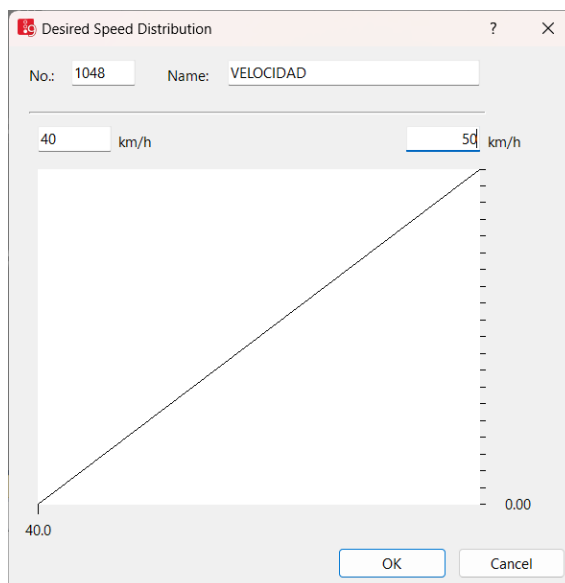 Desired Speed Distribution
No.: 1048 Name: VELOCIDAD
40 km/h 50 km/h
0.00
40.0
OK Cancel